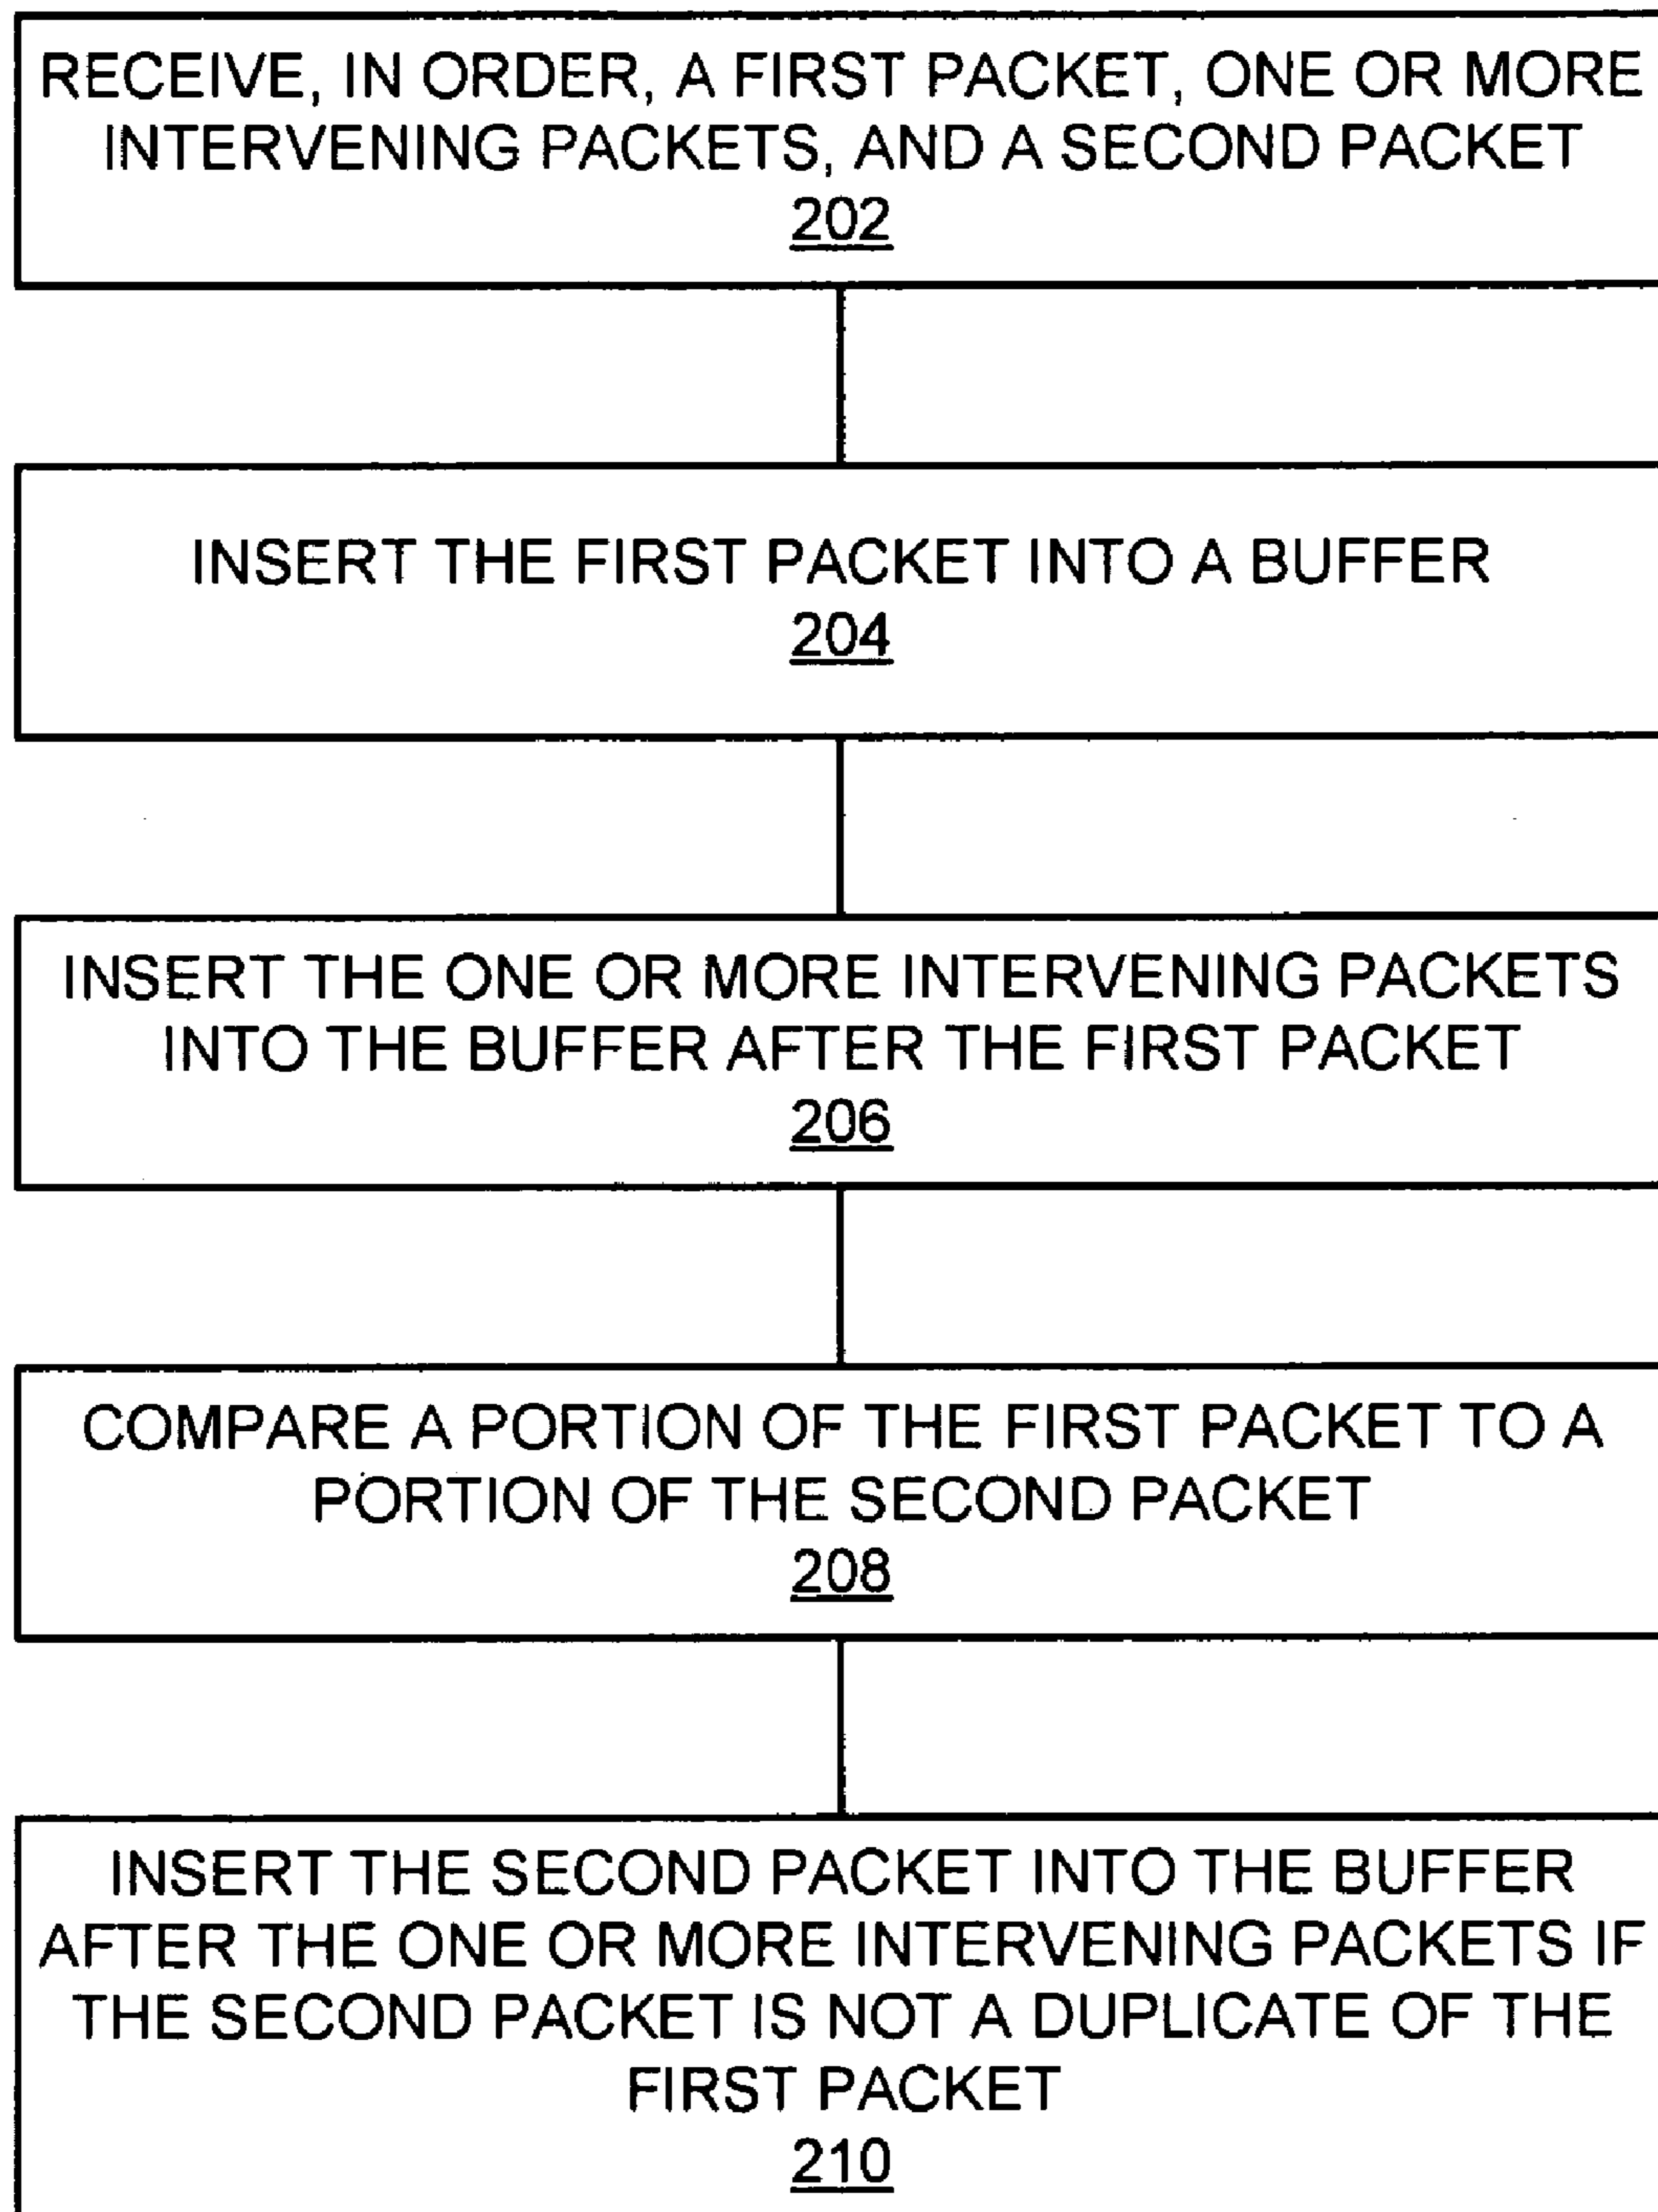 RECEIVE, IN ORDER, A FIRST PACKET, ONE OR MORE
INTERVENING PACKETS, AND A SECOND PACKET
202
INSERT THE FIRST PACKET INTO A BUFFER
204
INSERT THE ONE OR MORE INTERVENING PACKETS
INTO THE BUFFER AFTER THE FIRST PACKET
206
COMPARE A PORTION OF THE FIRST PACKET TO A
PORTION OF THE SECOND PACKET
208
INSERT THE SECOND PACKET INTO THE BUFFER
AFTER THE ONE OR MORE INTERVENING PACKETS IF
THE SECOND PACKET IS NOT A DUPLICATE OF THE
FIRST PACKET
210